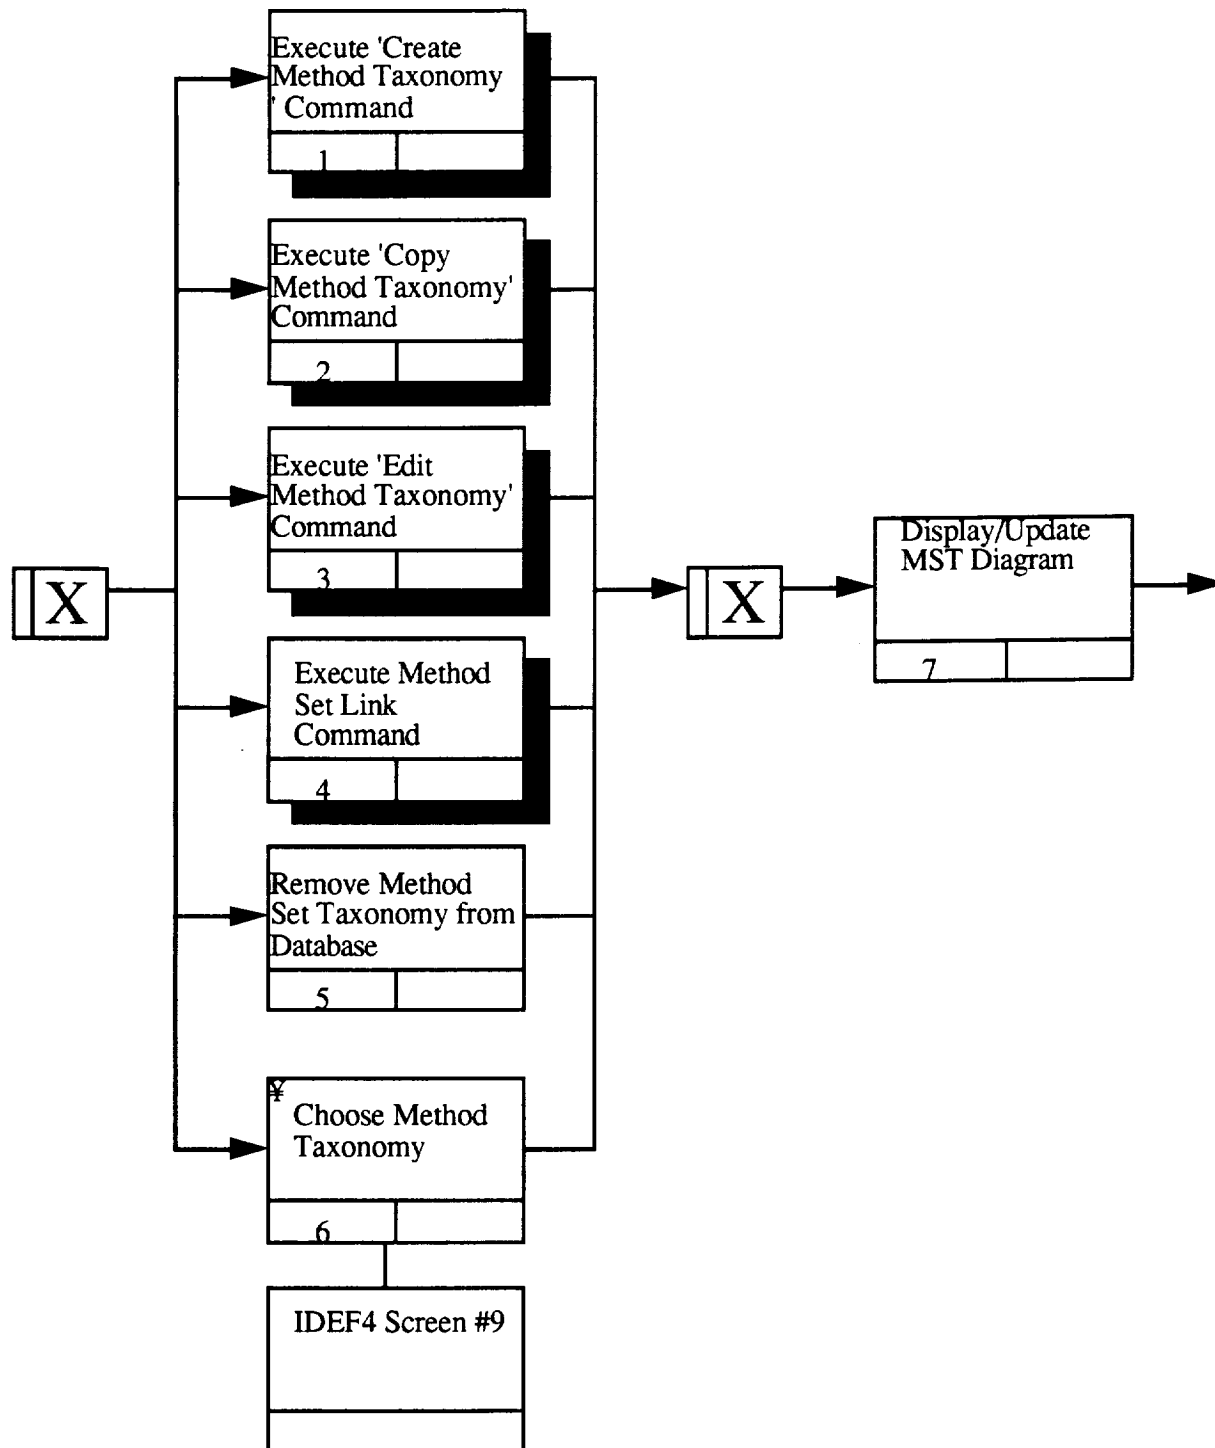 Execute 'Create
Method Taxonomy
' Command
1
Execute 'Copy
Method Taxonomy'
Command
2
Execute 'Edit
Method Taxonomy'
Command
3
X
X
Display/Update
MST Diagram
7
Execute Method
Set Link
Command
4
Remove Method
Set Taxonomy from
Database
5
¥
Choose Method
Taxonomy
6
IDEF4 Screen #9